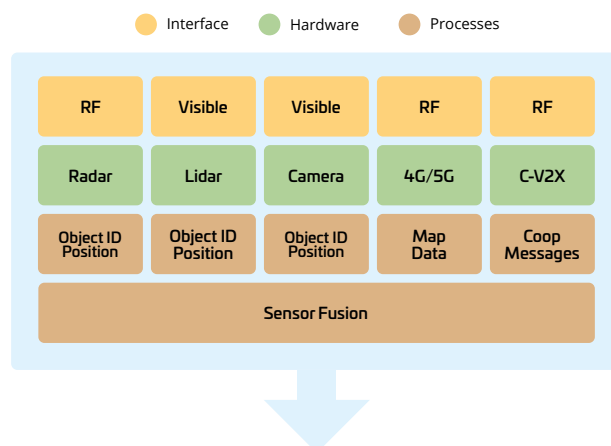 Interface Hardware Processes
RF Visible Visible RF RF
Radar Lidar Camera 4G/5G C-V2X
Object ID Position
Object ID Position
Object ID Position
Map Data
Coop Messages
Sensor Fusion